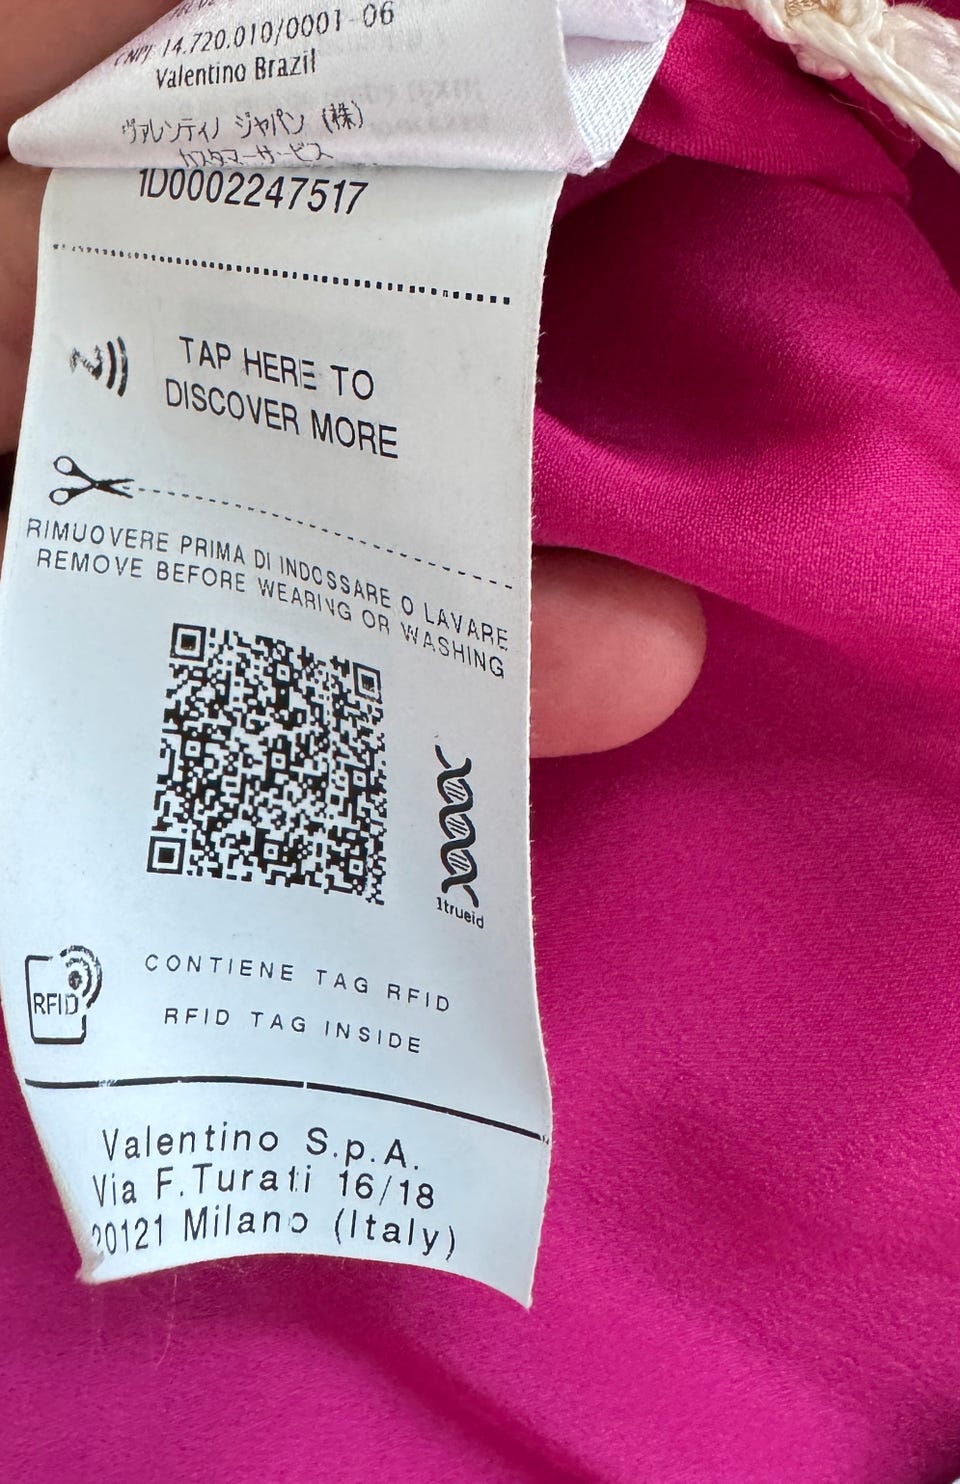 CNPJ 14.720.010/0001-06
Valentino Brazil
ヴァレンティノ ジャパン (株)
カスタマーサービス
1D0002247517
TAP HERE TO
DISCOVER MORE
RIMUOVERE PRIMA DI INDOSSARE O LAVARE
REMOVE BEFORE WEARING OR WASHING
1trueid
RFID
CONTIENE TAG RFID
RFID TAG INSIDE
Valentino S.p.A.
Via F.Turati 16/18
20121 Milano (Italy)